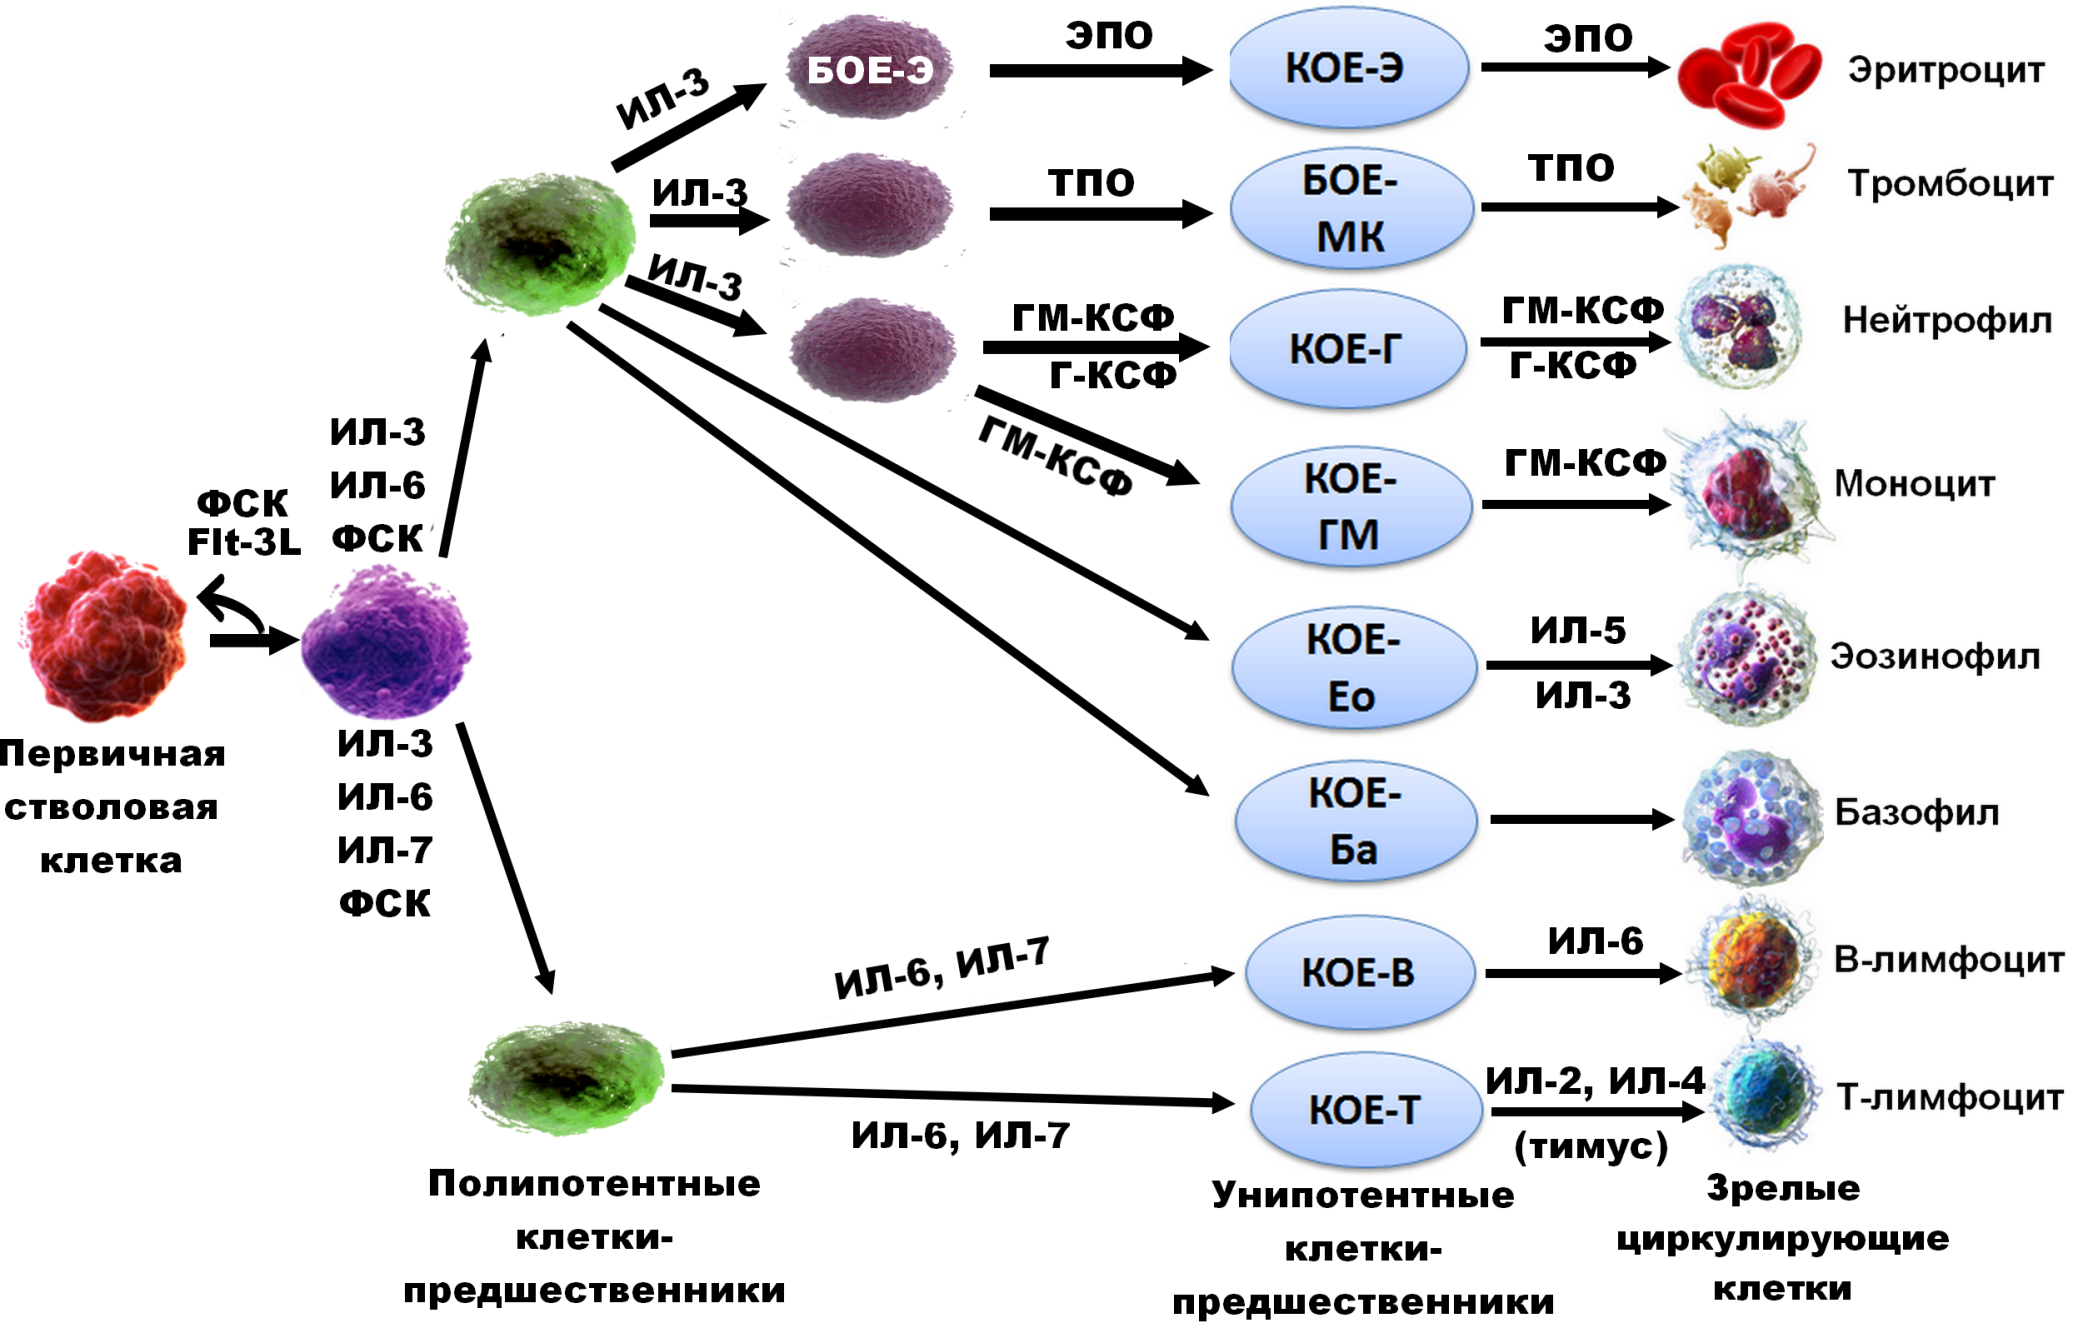 ЭПО
ЭПО
БОЕ-Э
КОЕ-Э
Эритроцит
ИЛ-3
ИЛ-3
ТПО
БОЕ-
МК
ТПО
Тромбоцит
ИЛ-3
ГМ-КСФ
Г-КСФ
КОЕ-Г
ГМ-КСФ
Г-КСФ
Нейтрофил
ГМ-КСФ
КОЕ-
ГМ
ГМ-КСФ
Моноцит
ИЛ-3
ИЛ-6
ФСК
ФСК
Flt-3L
КОЕ-
Ео
ИЛ-5
ИЛ-3
Эозинофил
Первичная
стволовая
клетка
ИЛ-3
ИЛ-6
ИЛ-7
ФСК
КОЕ-
Ба
Базофил
ИЛ-6, ИЛ-7
КОЕ-В
ИЛ-6
В-лимфоцит
ИЛ-6, ИЛ-7
КОЕ-Т
ИЛ-2, ИЛ-4
(тимус)
Т-лимфоцит
Полипотентные
клетки-
предшественники
Унипотентные
клетки-
предшественники
Зрелые
циркулирующие
клетки